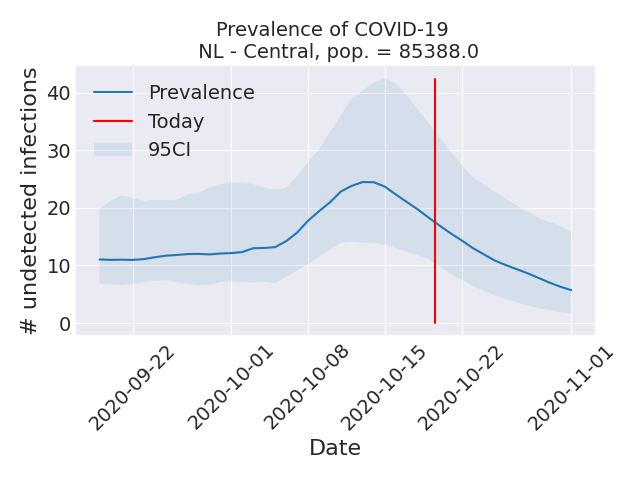 Prevalence of COVID-19
NL - Central, pop. = 85388.0
# undetected infections
40
30
20
10
0
Prevalence
Today
95CI
2020-09-22
2020-10-01
2020-10-08
2020-10-15
2020-10-22
2020-11-01
Date